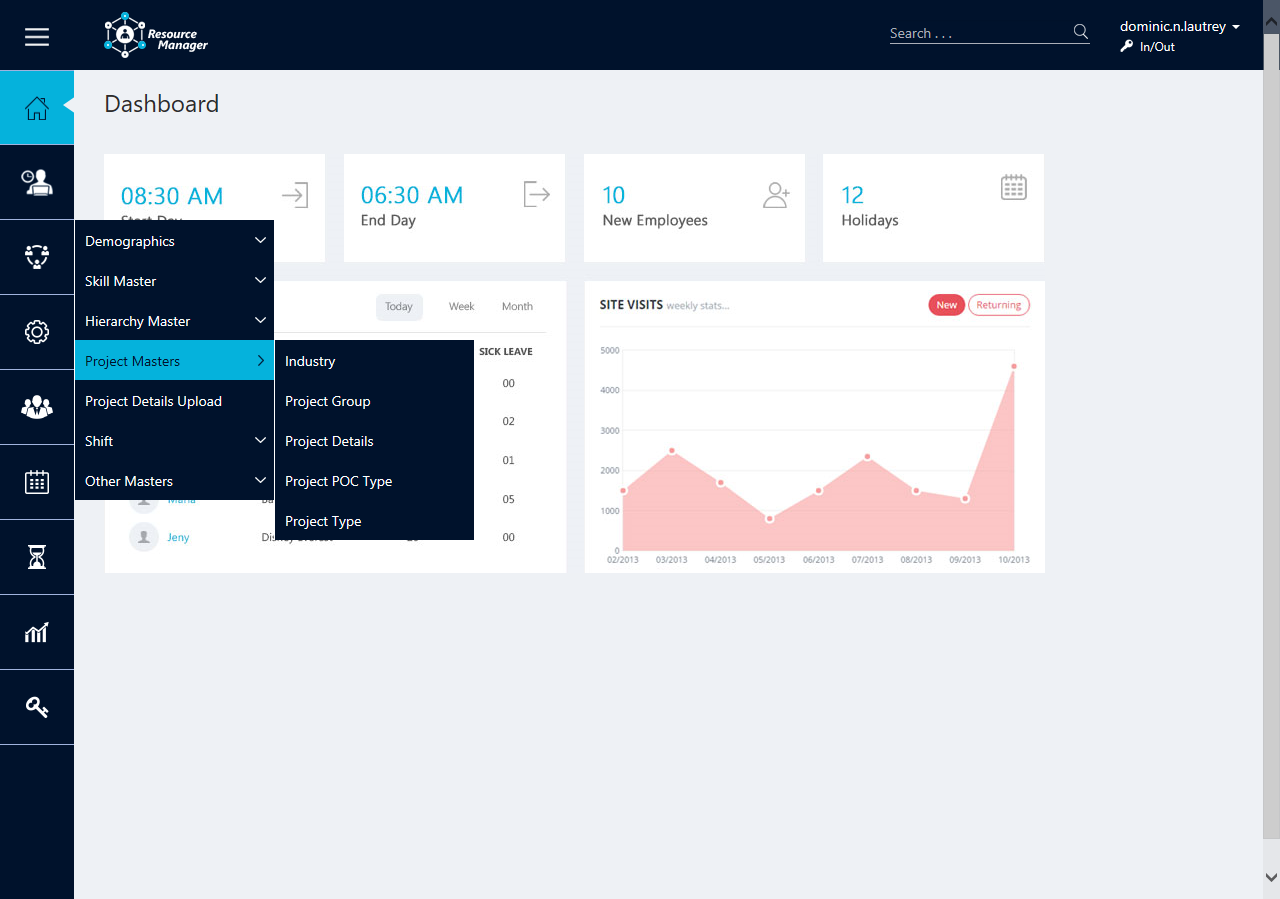 Resource
Manager
Search . . .
dominic.n.lautrey
In/Out
Dashboard
08:30 AM
Start Day
06:30 AM
End Day
10
New Employees
12
Holidays
Demographics
Skill Master
Hierarchy Master
Project Masters
Project Details Upload
Shift
Other Masters
Industry
Project Group
Project Details
Project POC Type
Project Type
Today
Week
Month
SICK LEAVE
00
02
01
05
Maria
Jeny
00
SITE VISITS weekly stats...
New
Returning
5000
4000
3000
2000
1000
0
02/2013 03/2013 04/2013 05/2013 06/2013 07/2013 08/2013 09/2013 10/2013